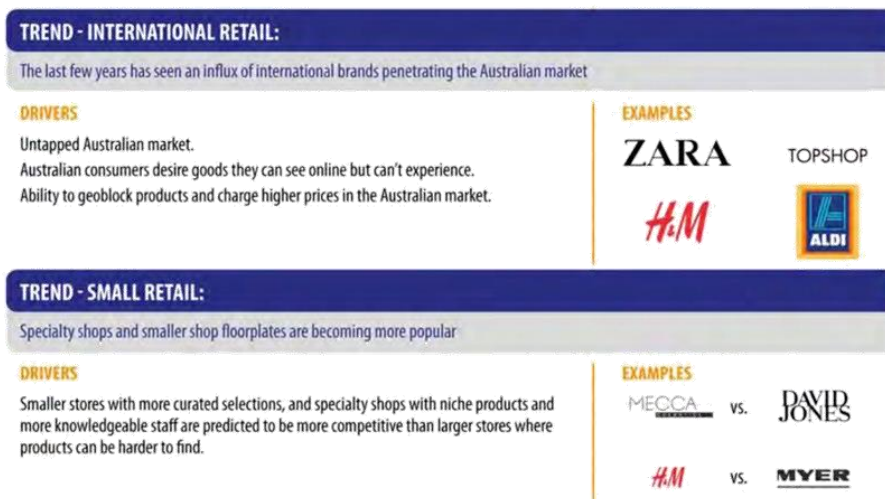 TREND - INTERNATIONAL RETAIL:
The last few years has seen an influx of international brands penetrating the Australian market
DRIVERS
Untapped Australian market.
Australian consumers desire goods they can see online but can't experience.
Ability to geoblock products and charge higher prices in the Australian market.
EXAMPLES
ZARA
TOPSHOP
H&M
ALDI
TREND - SMALL RETAIL:
Specialty shops and smaller shop floorplates are becoming more popular
DRIVERS
Smaller stores with more curated selections, and specialty shops with niche products and
more knowledgeable staff are predicted to be more competitive than larger stores where
products can be harder to find.
EXAMPLES
MECCA
VS.
DAVID
JONES
H&M
VS.
MYER